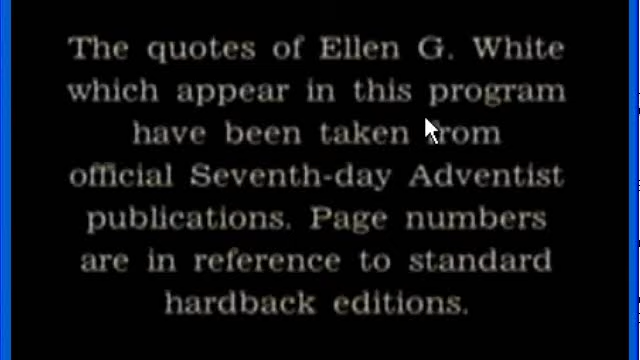 The quotes of Ellen G. White
which appear in this program
have been taken from
official Seventh-day Adventist
publications. Page numbers
are in reference to standard
hardback editions.